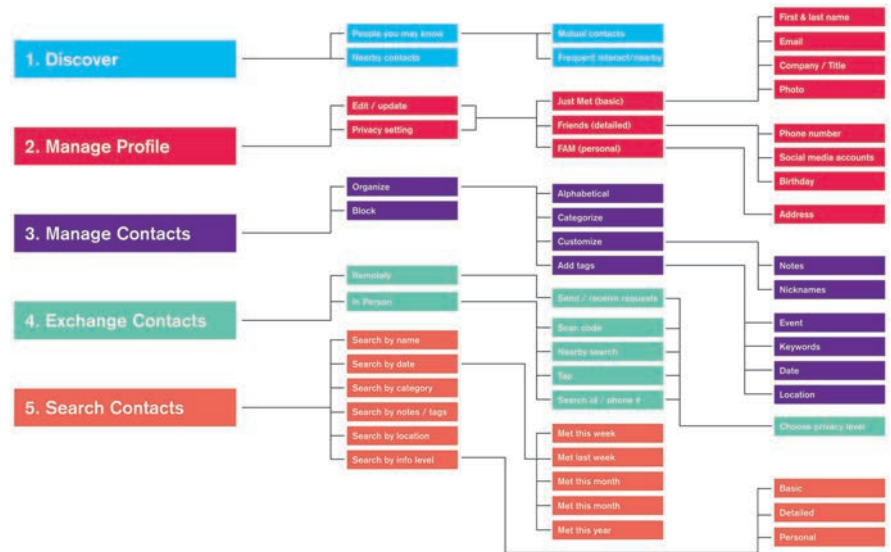 1. Discover
People you may know
Nearby contacts
Mutual contacts
Frequent interact/nearby
2. Manage Profile
Edit / update
Privacy setting
Just Met (basic)
Friends (detailed)
FAM (personal)
First & last name
Email
Company / Title
Photo
Phone number
Social media accounts
Birthday
Address
3. Manage Contacts
Organize
Block
Alphabetical
Categorize
Customize
Add tags
Notes
Nicknames
Event
Keywords
Date
Location
4. Exchange Contacts
Remotely
In Person
Send / receive requests
Scan code
Nearby search
Tap
Search id / phone #
Choose privacy level
5. Search Contacts
Search by name
Search by date
Search by category
Search by notes / tags
Search by location
Search by info level
Met this week
Met last week
Met this month
Met this month
Met this year
Basic
Detailed
Personal